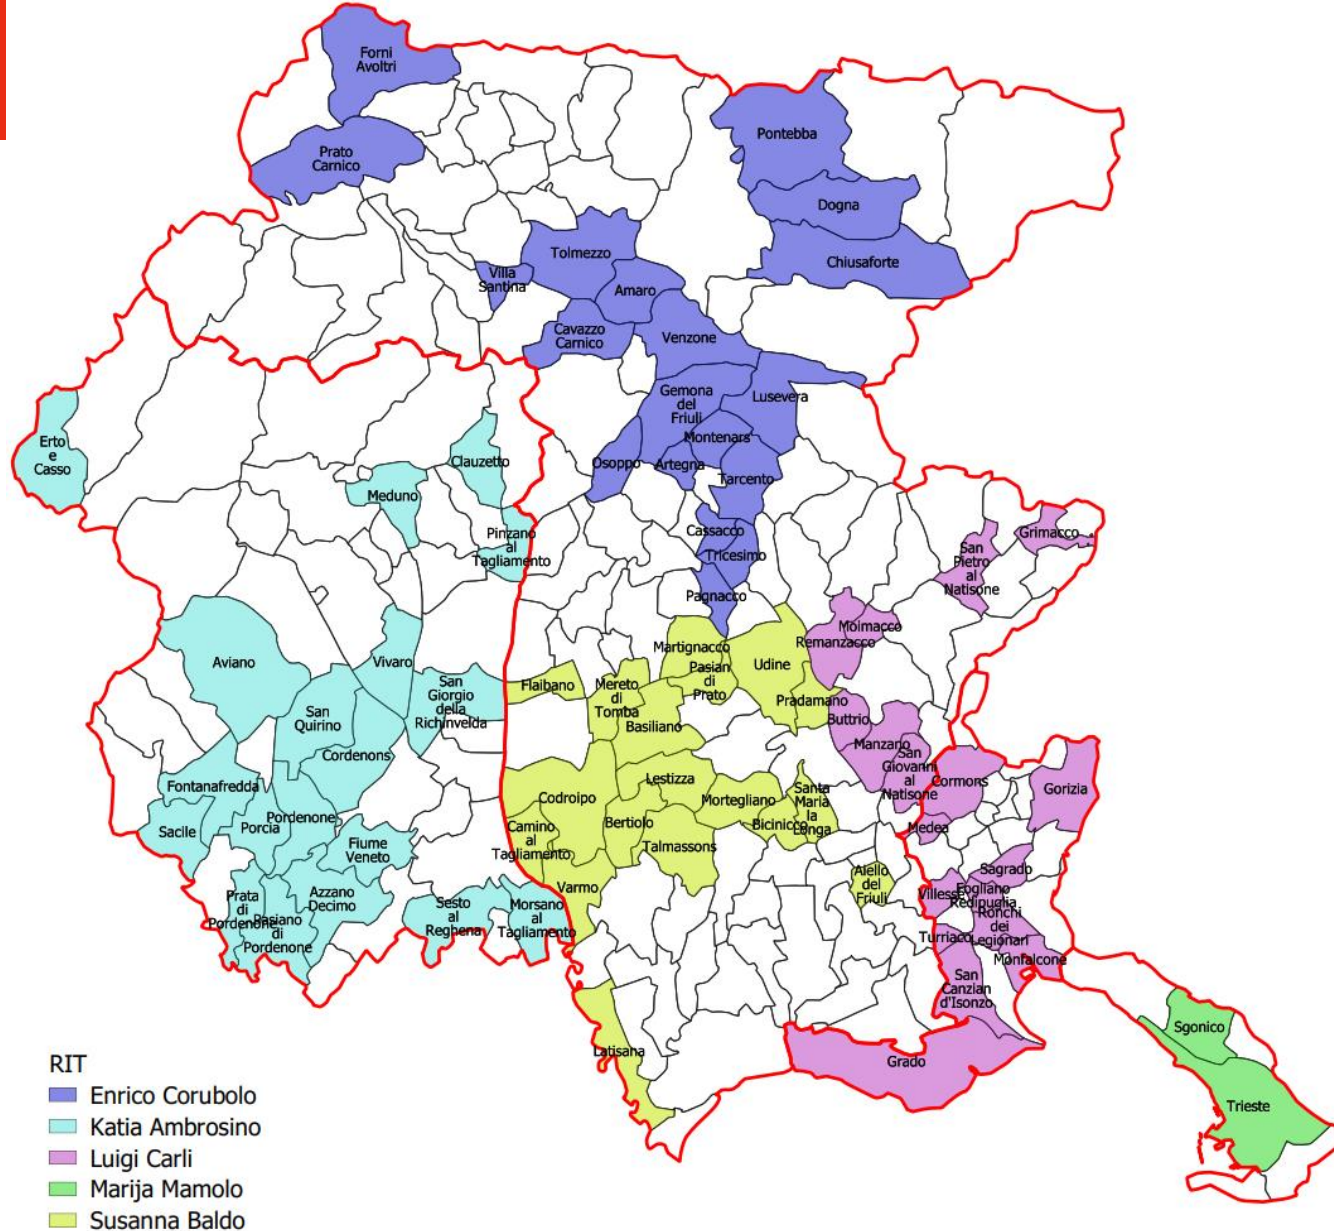 Forni
Avoltri
Prato
Carnico
Pontebba
Dogna
Chiusaforte
Tolmezzo
Villa
Santina
Amaro
Cavazzo
Carnico
Venzone
Gemona
del
Friuli
Lusevera
Montenars
Osoppo
Artegna
Tarcento
Cassacco
Tricesimo
Pagnacco
Erto
e
Casso
Clauzetto
Meduno
Pinzano
al
Tagliamento
Grimacco
San
Pietro
al
Natisone
Moimacco
Remanzacco
Aviano
Vivaro
San
Giorgio
della
Richinvelda
San
Quirino
Cordenons
Martignacco
Pasian
di
Prato
Udine
Flaibano
Mereto
di
Tomba
Basiliano
Pradamano
Buttrio
Manzano
San
Giovanni
al
Natisone
Cormons
Gorizia
Medea
Fontanafredda
Sacile
Porcia
Pordenone
Fiume
Veneto
Prata
di
Pordenone
Pasiano
di
Pordenone
Azzano
Decimo
Sesto
al
Reghena
Morsano
al
Tagliamento
Codroipo
Lestizza
Mortegliano
Santa
Maria
la
Longa
Bicinicco
Bertiolo
Talmassons
Camino
al
Tagliamento
Varmo
Aiello
del
Friuli
Latisana
Sagrado
Villesse
Fogliano
Redipuglia
Ronchi
dei
Legionari
Turriaco
Monfalcone
San
Canzian
d'Isonzo
Grado
Sgonico
Trieste
RIT
Enrico Corubolo
Katia Ambrosino
Luigi Carli
Marija Mamolo
Susanna Baldo